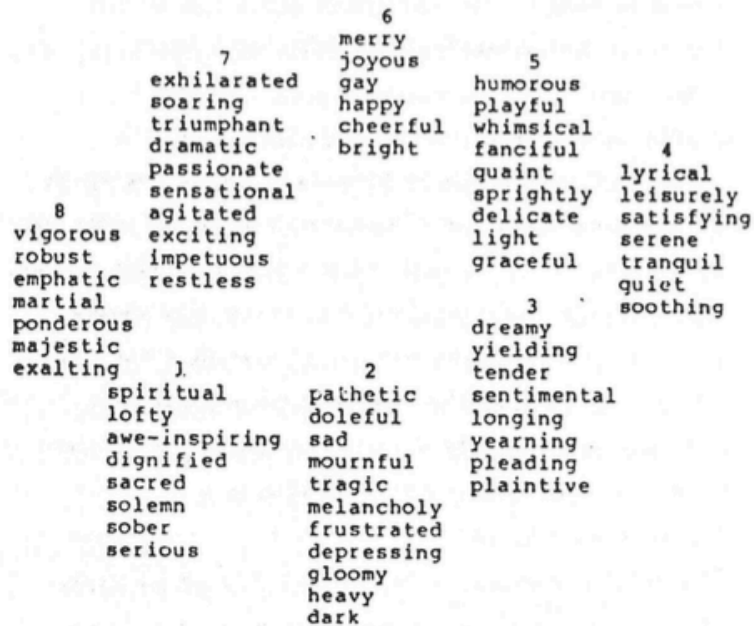 6
merry
joyous
gay
happy
cheerful
bright
7
exhilarated
soaring
triumphant
dramatic
passionate
sensational
agitated
exciting
impetuous
restless
5
humorous
playful
whimsical
fanciful
quaint
sprightly
delicate
light
graceful
4
lyrical
leisurely
satisfying
serene
tranquil
quiet
soothing
8
vigorous
robust
emphatic
martial
ponderous
majestic
exalting
3
dreamy
yielding
tender
sentimental
longing
yearning
pleading
plaintive
1.
spiritual
lofty
awe-inspiring
dignified
sacred
solemn
sober
serious
2
pathetic
doleful
sad
mournful
tragic
melancholy
frustrated
depressing
gloomy
heavy
dark